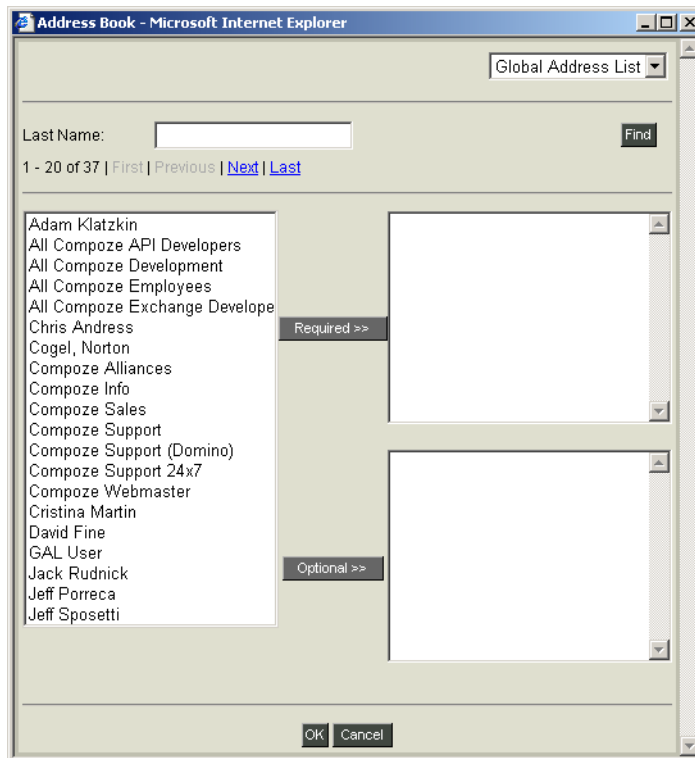 Address Book - Microsoft Internet Explorer
Global Address List
Last Name:
Find
1 - 20 of 37 | First | Previous | Next | Last
Adam Klatzkin
All Compoze API Developers
All Compoze Development
All Compoze Employees
All Compoze Exchange Develope
Chris Andress
Cogel, Norton
Compoze Alliances
Compoze Info
Compoze Sales
Compoze Support
Compoze Support (Domino)
Compoze Support 24x7
Compoze Webmaster
Cristina Martin
David Fine
GAL User
Jack Rudnick
Jeff Porreca
Jeff Sposetti
Required >>
Optional >>
OK
Cancel